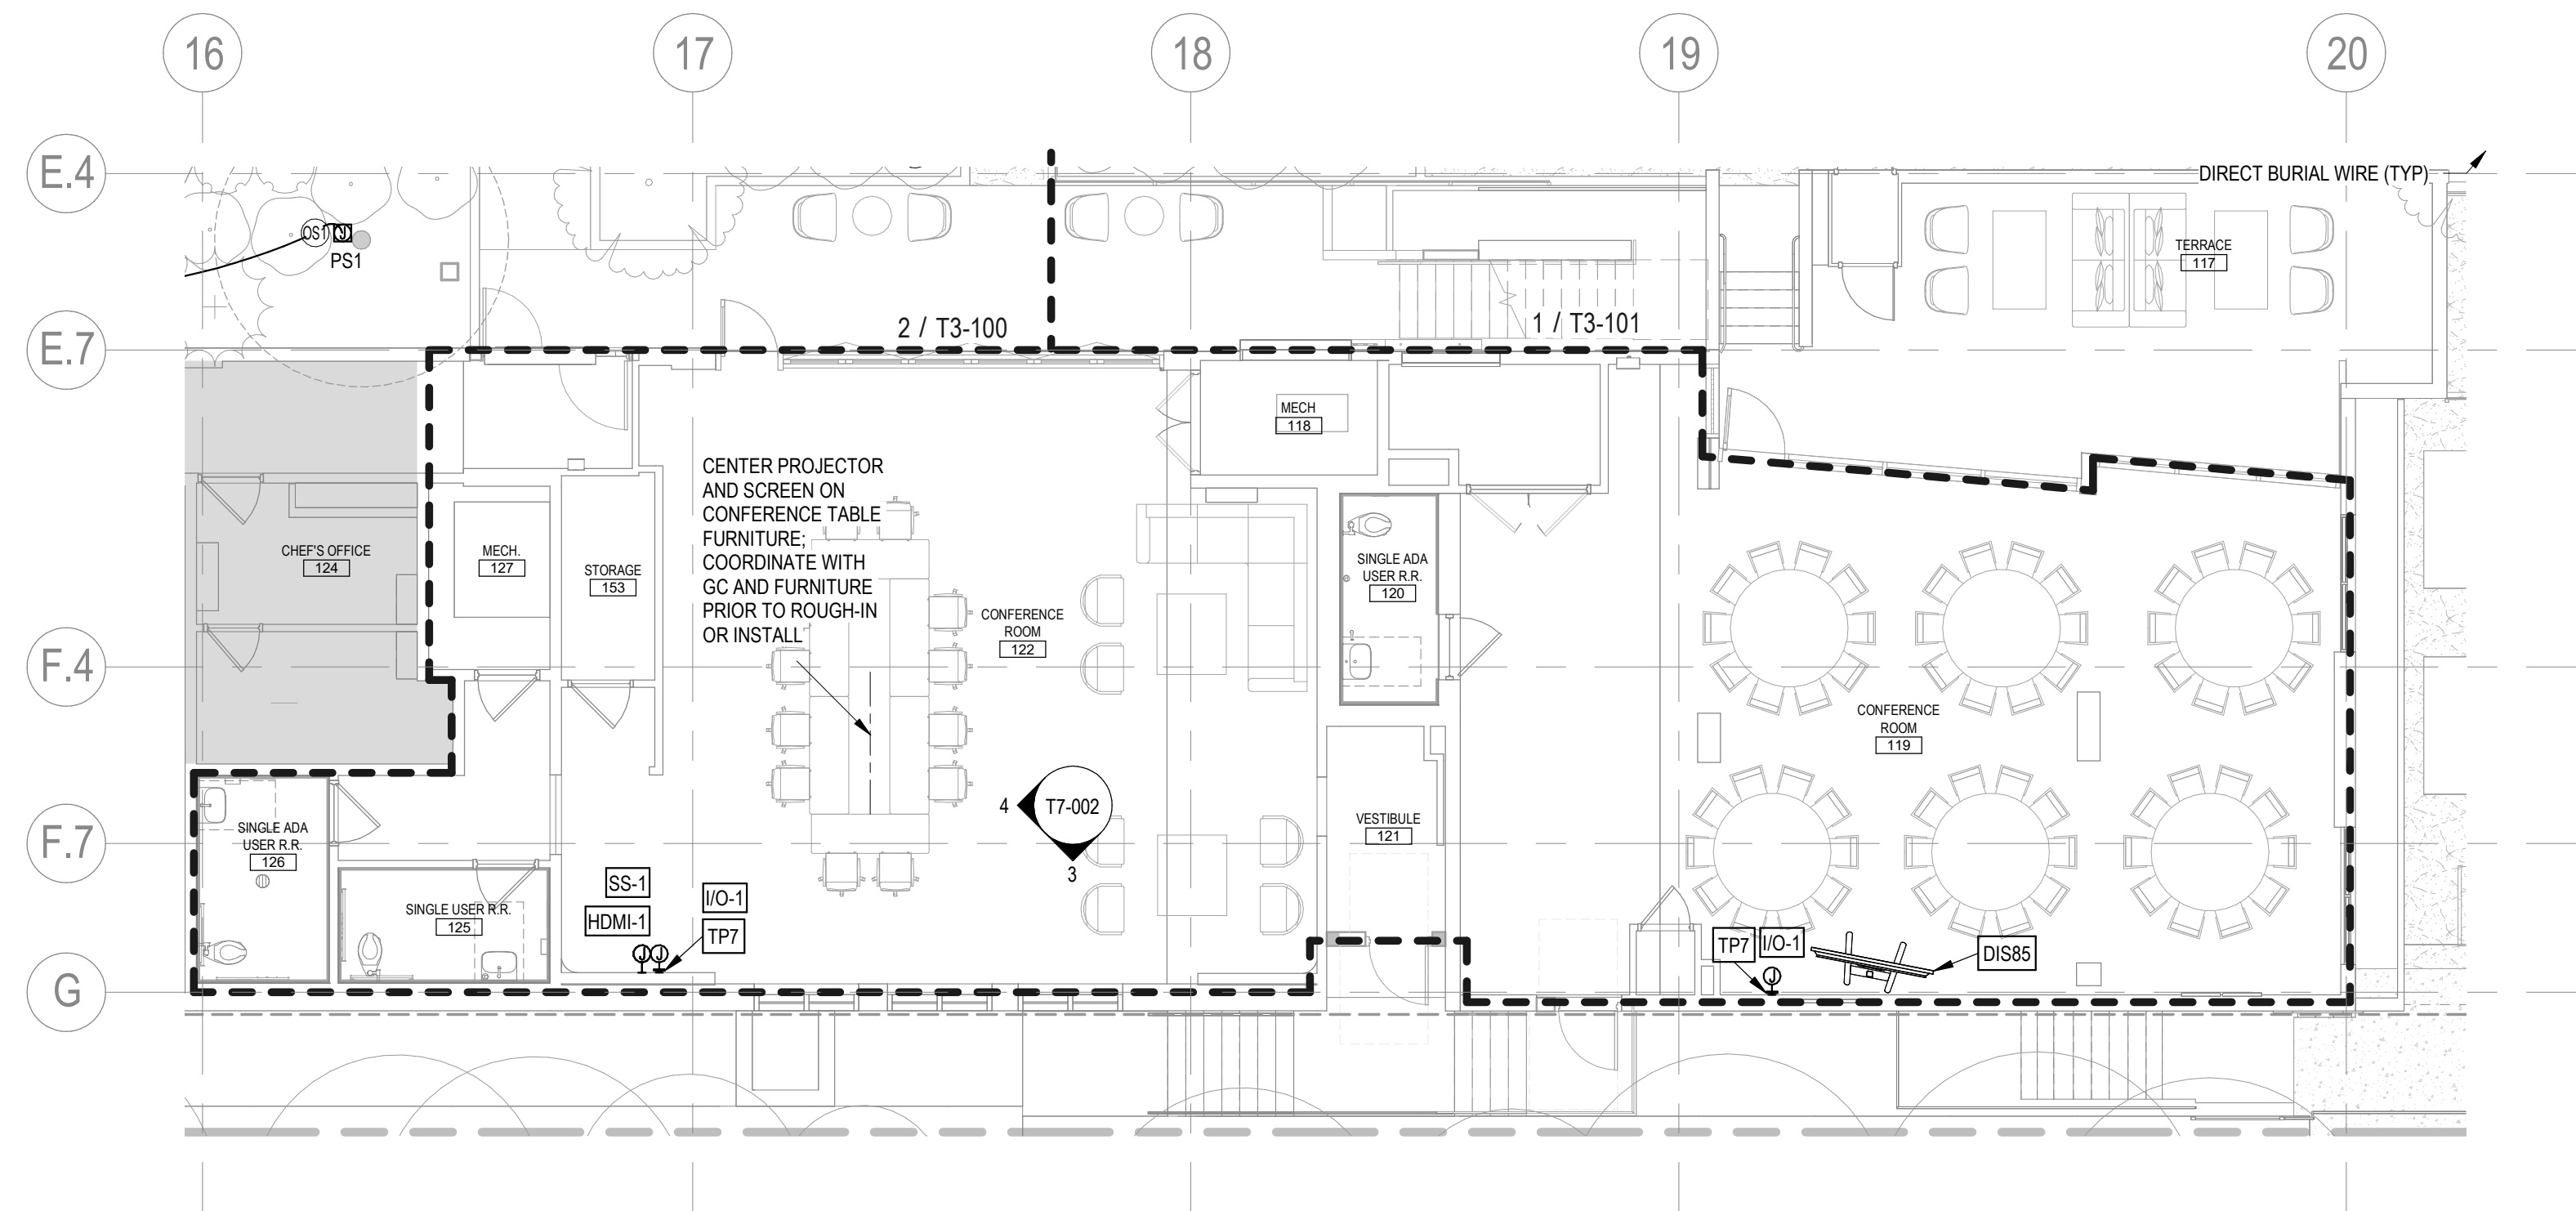 16
17
18
19
20
E.4
DIRECT BURIAL WIRE (TYP)
OS1
J
PS1
TERRACE
117
E.7
2 / T3-100
1 / T3-101
MECH
118
CENTER PROJECTOR
AND SCREEN ON
CONFERENCE TABLE
FURNITURE;
COORDINATE WITH
GC AND FURNITURE
PRIOR TO ROUGH-IN
OR INSTALL
CHEF'S OFFICE
124
MECH.
127
STORAGE
153
CONFERENCE
ROOM
122
SINGLE ADA
USER R.R.
120
F.4
CONFERENCE
ROOM
119
4
T7-002
3
VESTIBULE
121
F.7
SINGLE ADA
USER R.R.
126
SINGLE USER R.R.
125
SS-1
HDMI-1
I/O-1
TP7
J
J
TP7
I/O-1
J
DIS85
G